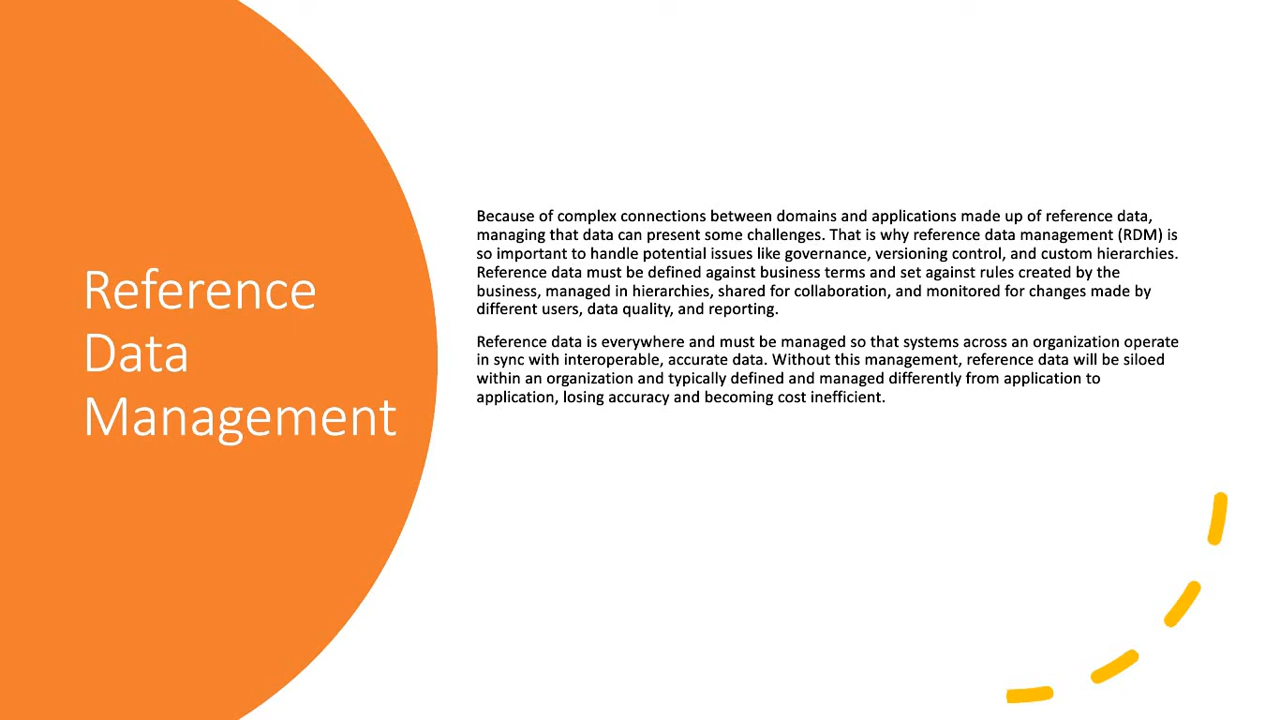 Reference
Data
Management
Because of complex connections between domains and applications made up of reference data,
managing that data can present some challenges. That is why reference data management (RDM) is
so important to handle potential issues like governance, versioning control, and custom hierarchies.
Reference data must be defined against business terms and set against rules created by the
business, managed in hierarchies, shared for collaboration, and monitored for changes made by
different users, data quality, and reporting.
Reference data is everywhere and must be managed so that systems across an organization operate
in sync with interoperable, accurate data. Without this management, reference data will be siloed
within an organization and typically defined and managed differently from application to
application, losing accuracy and becoming cost inefficient.